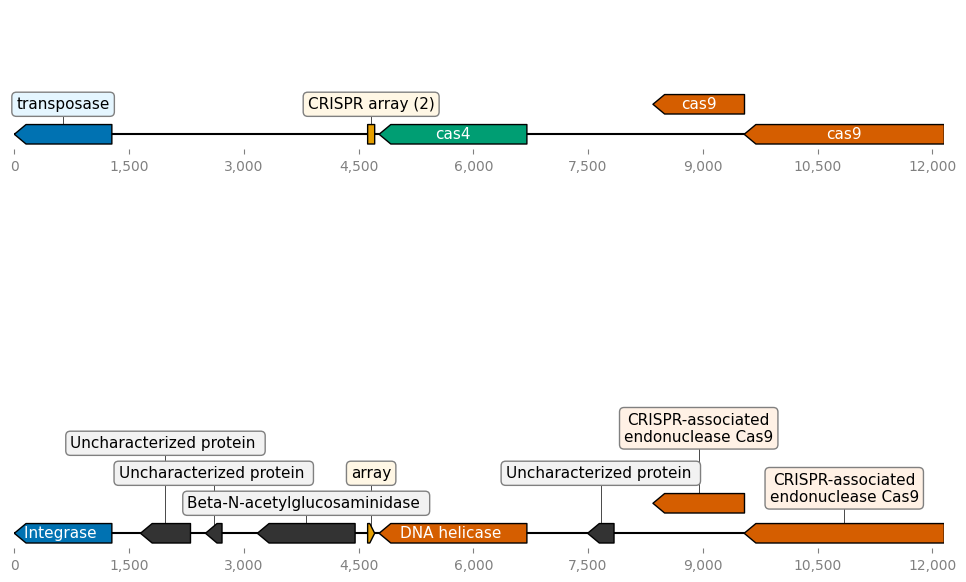 transposase
CRISPR array (2)
cas9
cas4
cas9
0 1,500 3,000 4,500 6,000 7,500 9,000 10,500 12,000
CRISPR-associated
endonuclease Cas9
Uncharacterized protein
Uncharacterized protein
array
Uncharacterized protein
CRISPR-associated
endonuclease Cas9
Beta-N-acetylglucosaminidase
Integrase
DNA helicase
0 1,500 3,000 4,500 6,000 7,500 9,000 10,500 12,000